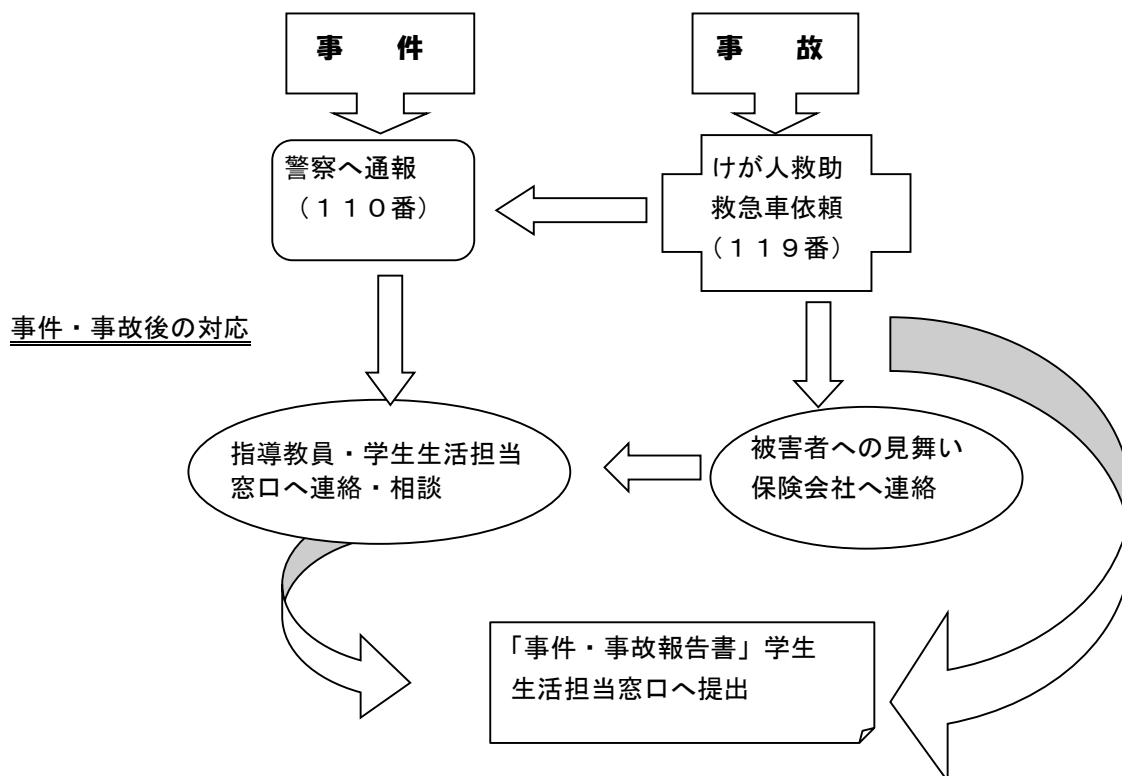 事　件
事　故
警察へ通報
（１１０番）
けが人救助
救急車依頼
（１１９番）
事件・事故後の対応
指導教員・学生生活担当
窓口へ連絡・相談
被害者への見舞い
保険会社へ連絡
「事件・事故報告書」学生
生活担当窓口へ提出